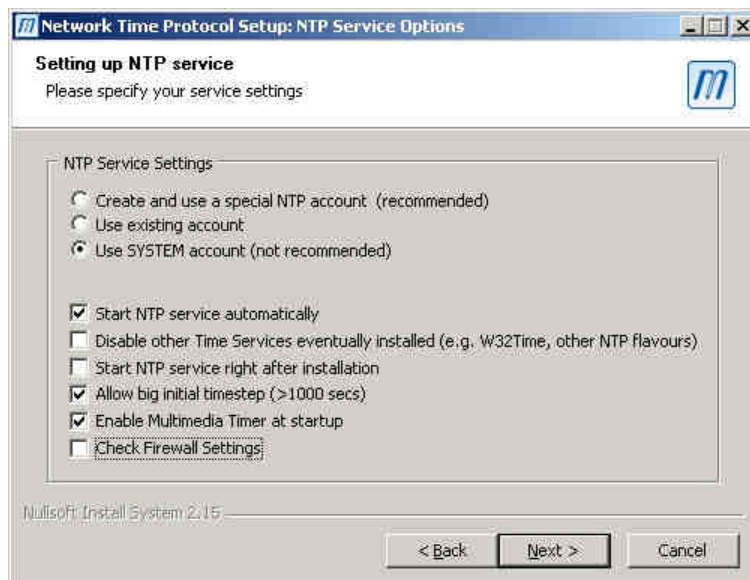 Network Time Protocol Setup: NTP Service Options
Setting up NTP service
Please specify your service settings
m
NTP Service Settings
Create and use a special NTP account (recommended)
Use existing account
Use SYSTEM account (not recommended)
Start NTP service automatically
Disable other Time Services eventually installed (e.g. W32Time, other NTP flavours)
Start NTP service right after installation
Allow big initial timestep (>1000 secs)
Enable Multimedia Timer at startup
Check Firewall Settings
Nullsoft Install System 2.15
< Back
Next >
Cancel